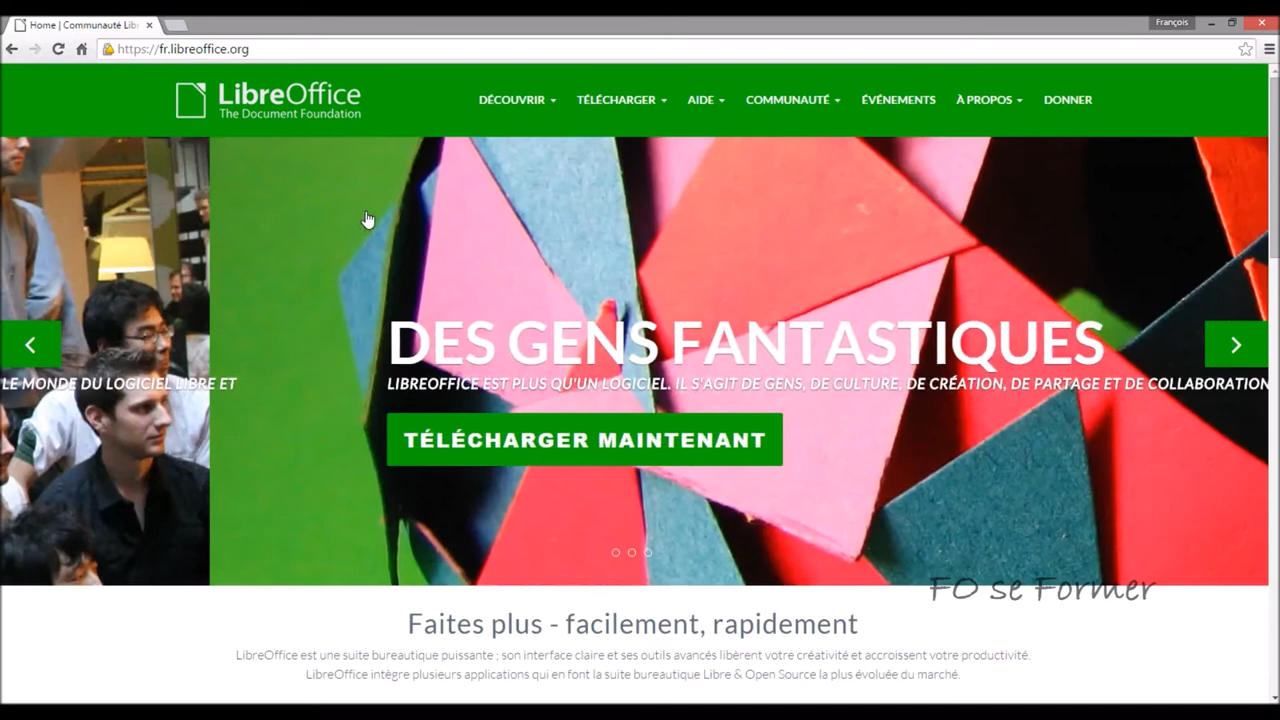 Home | Communauté Lib
François
https://fr.libreoffice.org
LibreOffice
The Document Foundation
DÉCOUVRIR
TÉLÉCHARGER
AIDE
COMMUNAUTÉ
ÉVÉNEMENTS
À PROPOS
DONNER
DES GENS FANTASTIQUES
LE MONDE DU LOGICIEL LIBRE ET
LIBREOFFICE EST PLUS QU'UN LOGICIEL. IL S'AGIT DE GENS, DE CULTURE, DE CRÉATION, DE PARTAGE ET DE COLLABORATION
TÉLÉCHARGER MAINTENANT
FO se Former
Faites plus - facilement, rapidement
LibreOffice est une suite bureautique puissante ; son interface claire et ses outils avancés libèrent votre créativité et accroissent votre productivité.
LibreOffice intègre plusieurs applications qui en font la suite bureautique Libre & Open Source la plus évoluée du marché.